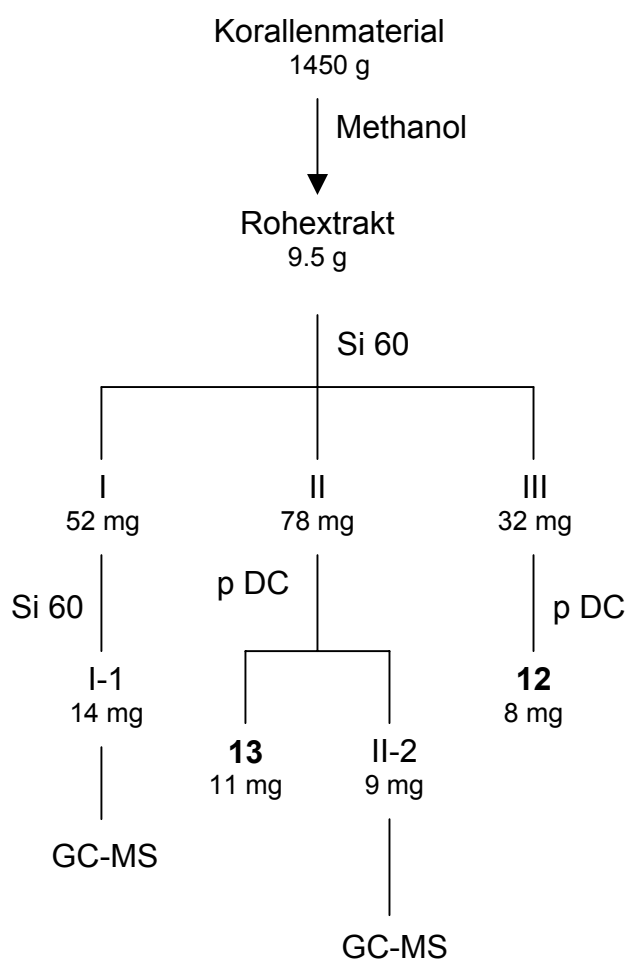 Korallenmaterial
1450 g
Methanol
Rohextrakt
9.5 g
Si 60
I
52 mg
II
78 mg
III
32 mg
Si 60
p DC
p DC
I-1
14 mg
13
11 mg
II-2
9 mg
12
8 mg
GC-MS
GC-MS